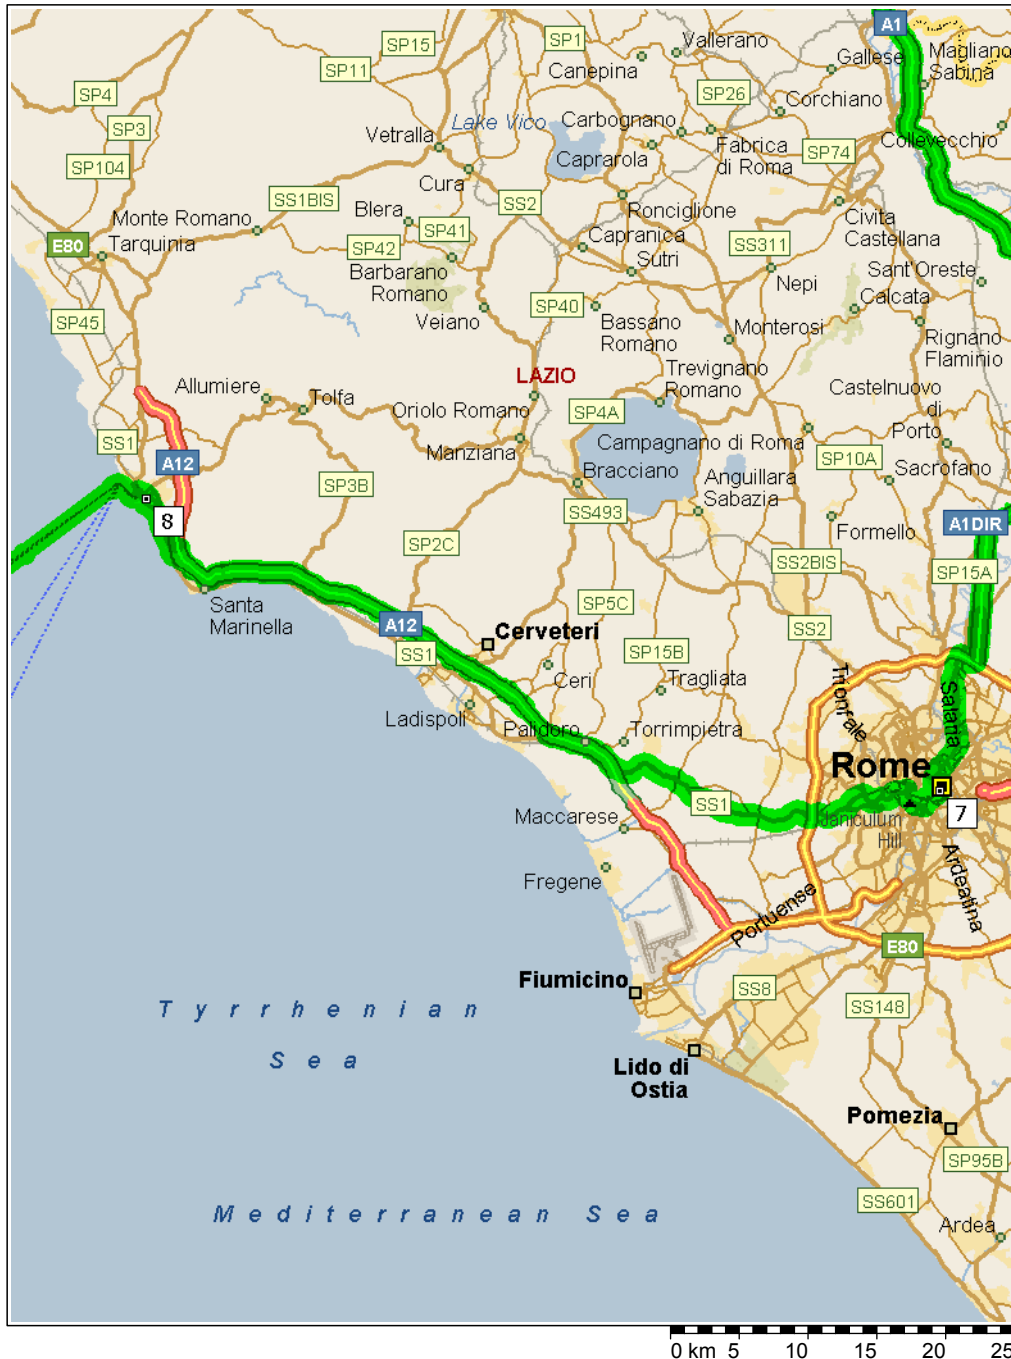 A1
SP15
SP1
Vallerano
Magliano
Sabina
Gallese
Canepina
SP11
SP4
SP26
Corchiano
SP3
Lake Vico
Carbognano
Vetralla
Fabrica
di Roma
Collevecchio
Caprarola
SP74
SP104
Cura
SS1BIS
SS2
Ronciglione
Blera
Civita
Castellana
Monte Romano
SP41
Capranica
SS311
E80
Tarquinia
SP42
Sutri
Barbarano
Romano
Nepi
Sant'Oreste
Calcata
SP40
SP45
Veiano
Bassano
Romano
Monterosi
Rignano
Flaminio
Trevignano
Romano
LAZIO
Allumiere
Tolfa
Castelnuovo
di
Porto
Oriolo Romano
SP4A
SS1
Manziana
Campagnano di Roma
A12
SP10A
Sacrofano
Bracciano
Anguillara
Sabazia
SP3B
SS493
8
Formello
A1DIR
SP2C
SS2BIS
SP15A
Santa
Marinella
SP5C
A12
SS2
Cerveteri
SS1
SP15B
Ceri
Tragliata
Trionfale
Salaria
Ladispoli
Palidoro
Torrimpietra
Rome
SS1
7
Maccarese
Janiculum
Hill
Fregene
Ardeatina
Portuense
E80
Fiumicino
SS8
SS148
Tyrrhenian
Sea
Lido di
Ostia
Pomezia
SP95B
SS601
Mediterranean Sea
Ardea
0 km 5 10 15 20 25